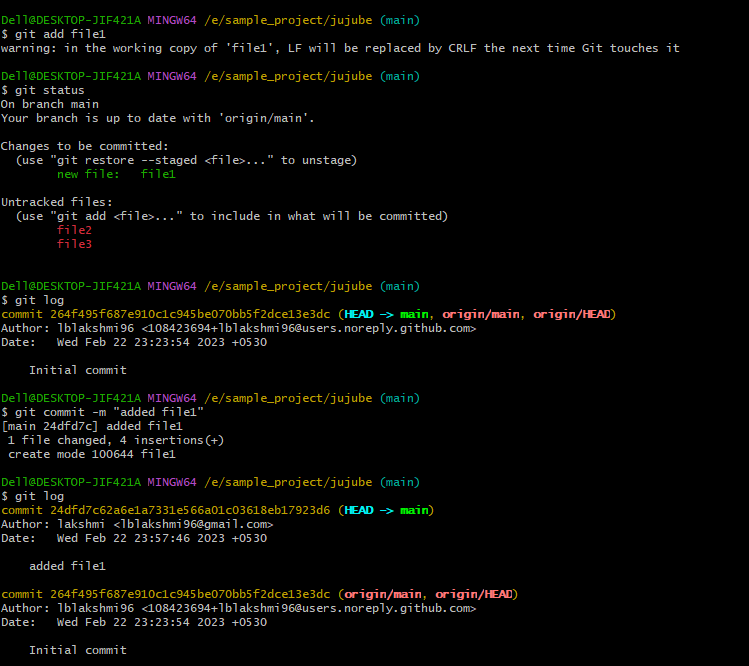 Dell@DESKTOP-JIF421A MINGW64 /e/sample_project/jujube (main)
$ git add file1
warning: in the working copy of 'file1', LF will be replaced by CRLF the next time Git touches it
Dell@DESKTOP-JIF421A MINGW64 /e/sample_project/jujube (main)
$ git status
On branch main
Your branch is up to date with 'origin/main'.
Changes to be committed:
  (use "git restore --staged <file>..." to unstage)
        new file:   file1
Untracked files:
  (use "git add <file>..." to include in what will be committed)
        file2
        file3
Dell@DESKTOP-JIF421A MINGW64 /e/sample_project/jujube (main)
$ git log
commit 264f495f687e910c1c945be070bb5f2dce13e3dc (HEAD -> main, origin/main, origin/HEAD)
Author: lblakshmi96 <108423694+lblakshmi96@users.noreply.github.com>
Date:   Wed Feb 22 23:23:54 2023 +0530
    Initial commit
Dell@DESKTOP-JIF421A MINGW64 /e/sample_project/jujube (main)
$ git commit -m "added file1"
[main 24dfd7c] added file1
 1 file changed, 4 insertions(+)
 create mode 100644 file1
Dell@DESKTOP-JIF421A MINGW64 /e/sample_project/jujube (main)
$ git log
commit 24dfd7c62a6e1a7331e566a01c03618eb17923d6 (HEAD -> main)
Author: lakshmi <lblakshmi96@gmail.com>
Date:   Wed Feb 22 23:57:46 2023 +0530
    added file1
commit 264f495f687e910c1c945be070bb5f2dce13e3dc (origin/main, origin/HEAD)
Author: lblakshmi96 <108423694+lblakshmi96@users.noreply.github.com>
Date:   Wed Feb 22 23:23:54 2023 +0530
    Initial commit